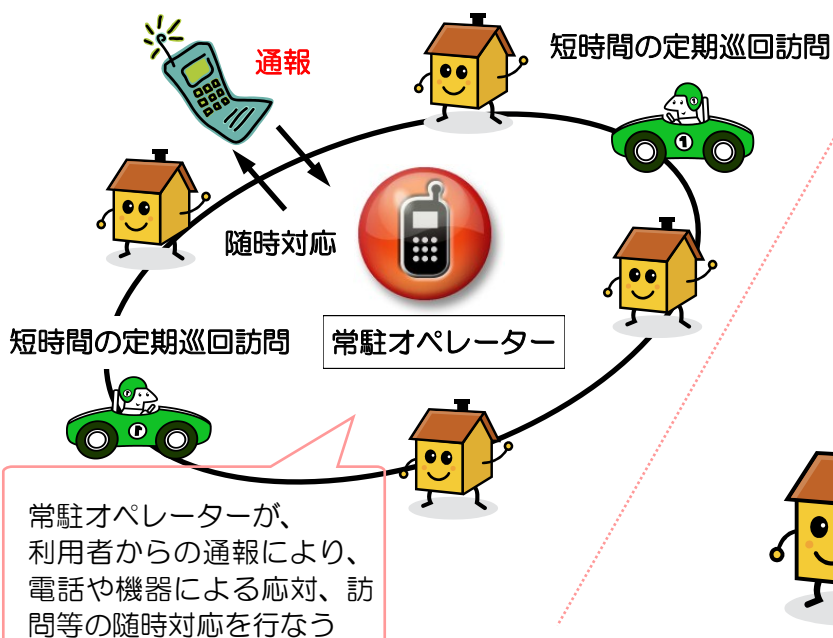 通報
短時間の定期巡回訪問
随時対応
短時間の定期巡回訪問
常駐オペレーター
常駐オペレーターが、
利用者からの通報により、
電話や機器による応対、訪
問等の随時対応を行なう